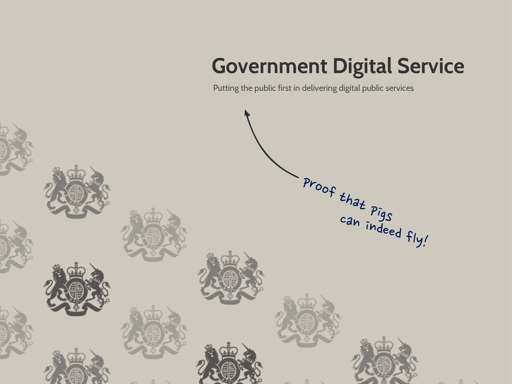 Government Digital Service
Putting the public first in delivering digital public services
Proof that Pigs
can indeed fly!